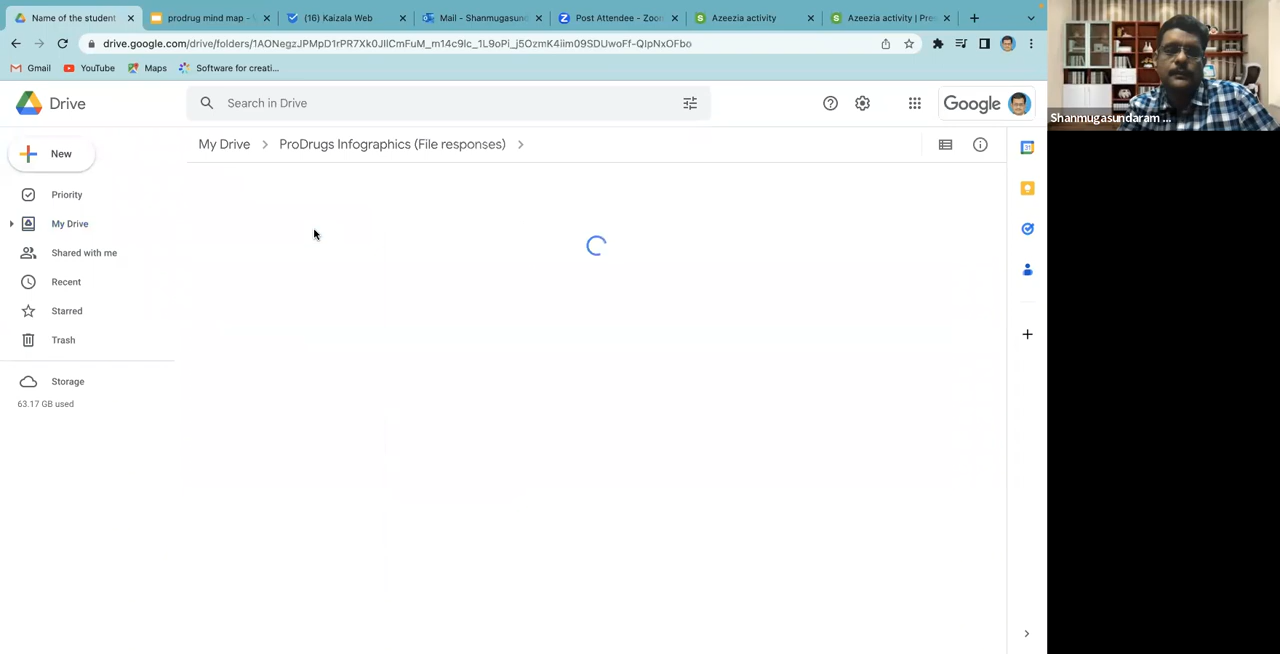 Name of the student
prodrug mind map -
(16) Kaizala Web
Mail - Shanmugasund
Post Attendee - Zoo
Azeezia activity
Azeezia activity | Pre
drive.google.com/drive/folders/1AONegzJPMpD1rPR7Xk0JIlCmFuM_m14c9Ic_1L9oPi_j5OzmK4iim09SDUwoFf-QIpNxOFbo
Gmail
YouTube
Maps
Software for creati...
Drive
Search in Drive
Google
Shanmugasundaram ...
New
My Drive
ProDrugs Infographics (File responses)
Priority
My Drive
Shared with me
Recent
Starred
Trash
Storage
63.17 GB used